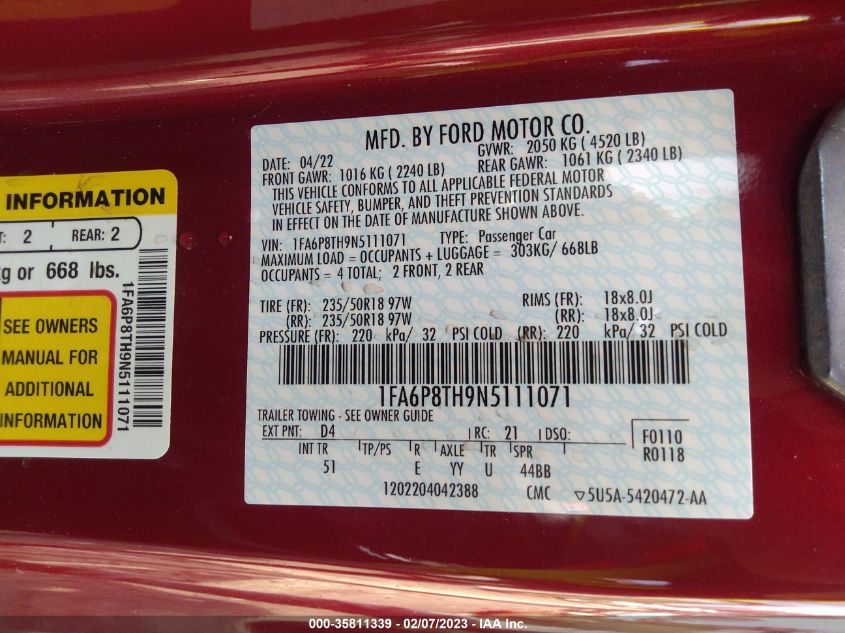 INFORMATION
2
REAR: 2
kg or 668 lbs.
SEE OWNERS
MANUAL FOR
ADDITIONAL
INFORMATION
1FA6P8TH9N5111071
MFD. BY FORD MOTOR CO.
DATE: 04/22 GVWR: 2050 KG ( 4520 LB)
FRONT GAWR: 1016 KG ( 2240 LB) REAR GAWR: 1061 KG ( 2340 LB)
THIS VEHICLE CONFORMS TO ALL APPLICABLE FEDERAL MOTOR
VEHICLE SAFETY, BUMPER, AND THEFT PREVENTION STANDARDS
IN EFFECT ON THE DATE OF MANUFACTURE SHOWN ABOVE.
VIN: 1FA6P8TH9N5111071 TYPE: Passenger Car
MAXIMUM LOAD = OCCUPANTS + LUGGAGE = 303KG/ 668LB
OCCUPANTS = 4 TOTAL; 2 FRONT, 2 REAR
TIRE (FR): 235/50R18 97W RIMS (FR): 18x8.0J
(RR): 235/50R18 97W (RR): 18x8.0J
PRESSURE (FR): 220 kPa/ 32 PSI COLD (RR): 220 kPa/ 32 PSI COLD
1FA6P8TH9N5111071
TRAILER TOWING - SEE OWNER GUIDE
EXT PNT: D4 RC: 21 DSO: F0110
R0118
INT TR TP/PS R AXLE TR SPR
51 E YY U 44BB
1202204042388 CMC 5U5A-5420472-AA
000-35811339 - 02/07/2023 - IAA Inc.